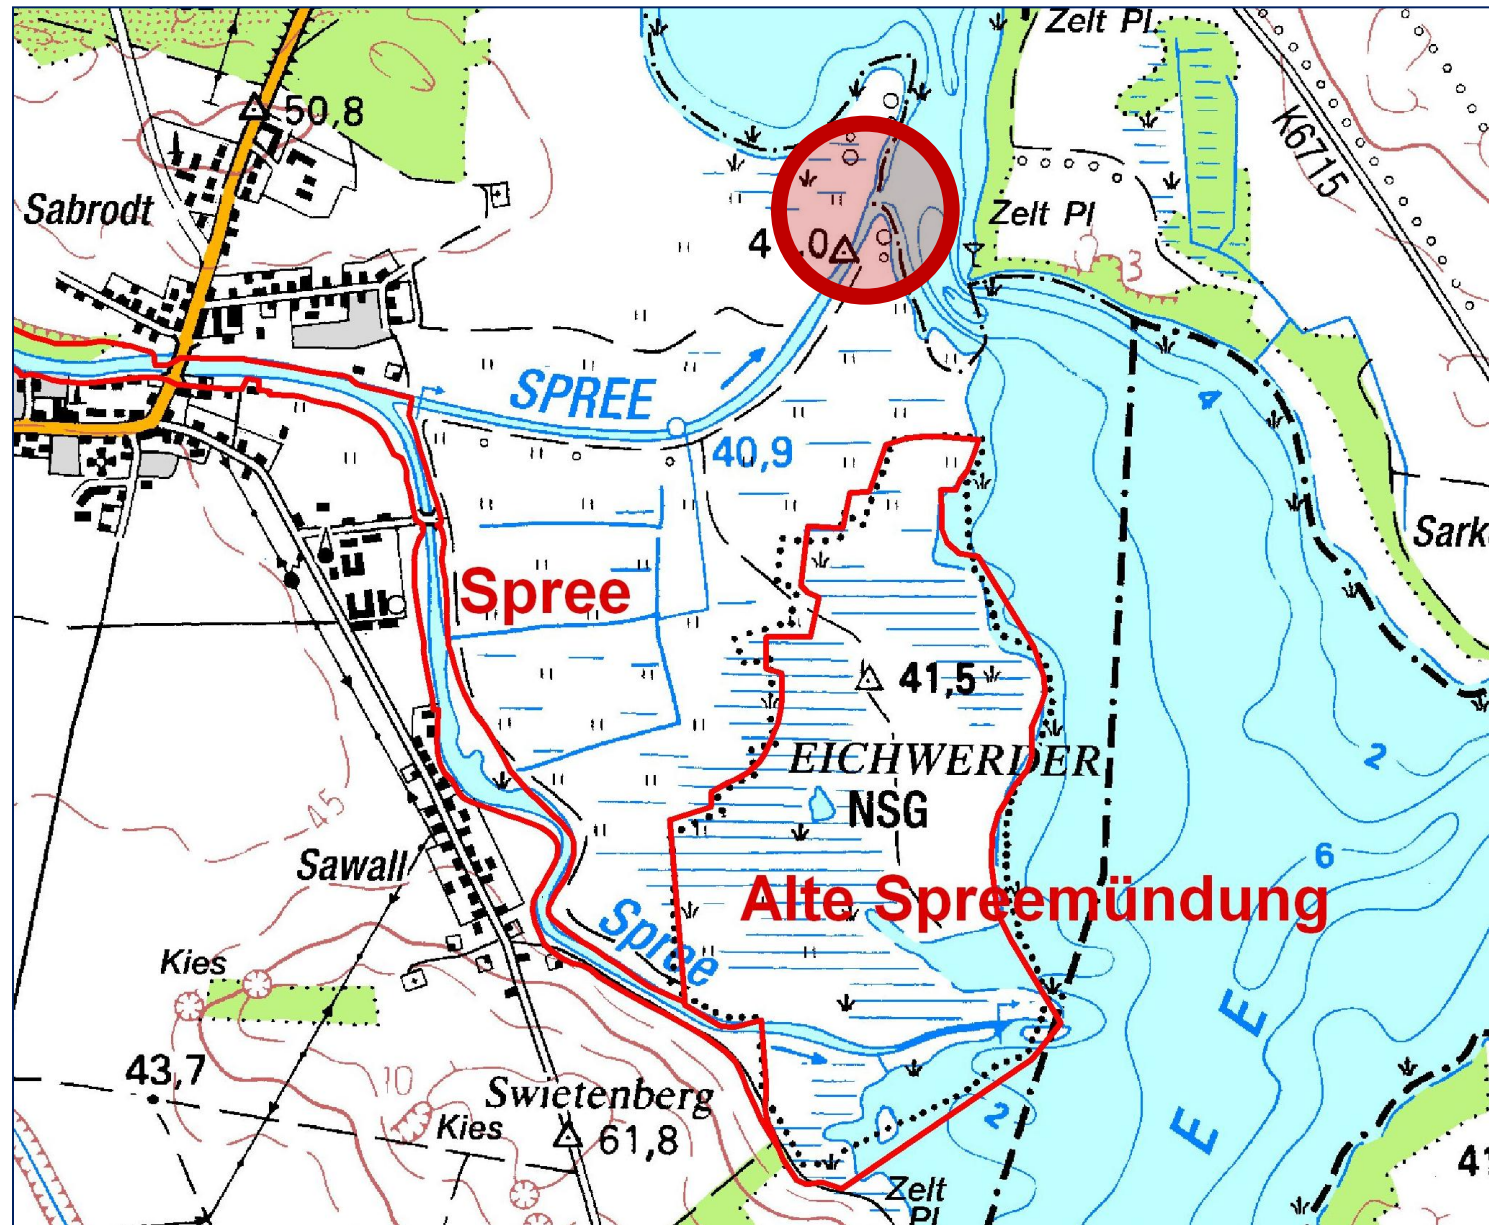 Zelt Pl
50,8
K6715
Sabrodt
Zelt Pl
3
SPREE
4
40,9
Sark
Spree
41,5
EICHWERDER
NSG
2
45
6
Sawall
Alte Spreemündung
Spree
Kies
E
43,7
10
Swietenberg
Kies
61,8
2
E
E
41
Zelt
Pl